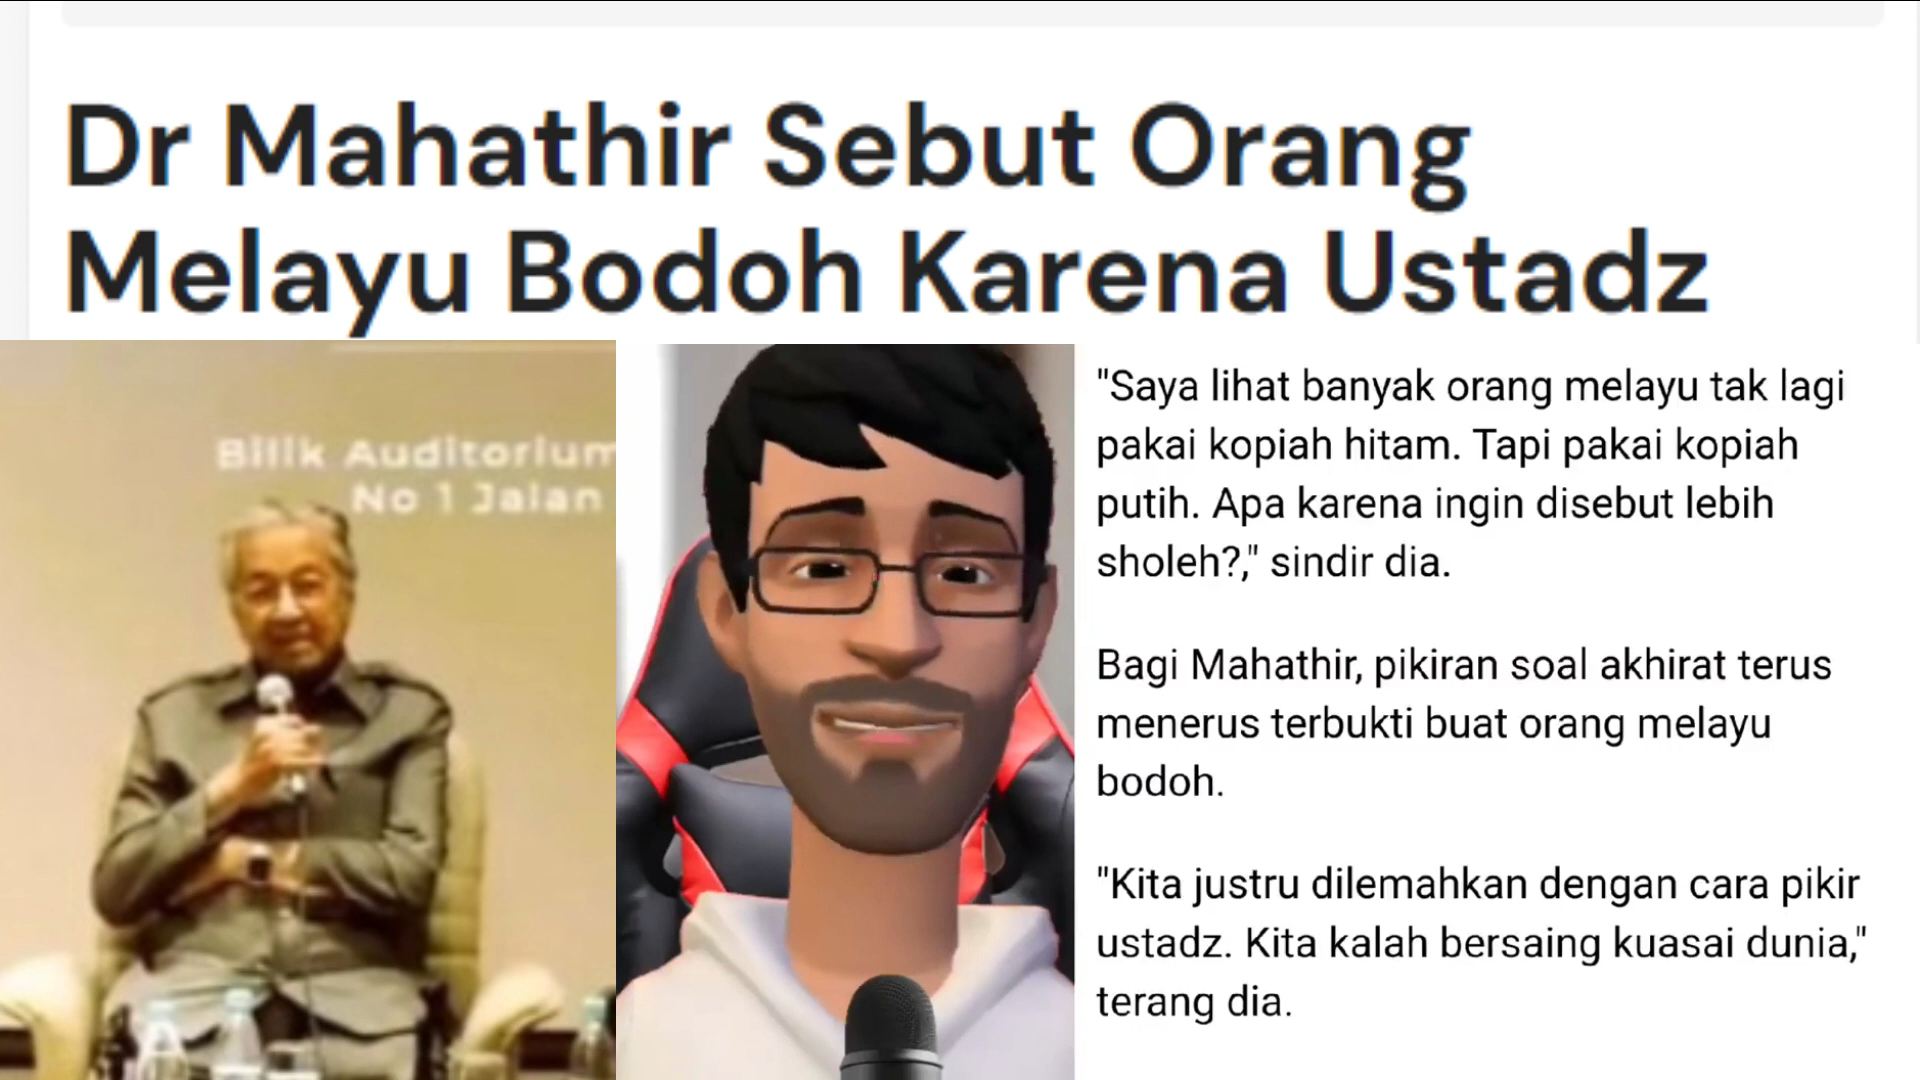 Dr Mahathir Sebut Orang
Melayu Bodoh Karena Ustadz
Bilik Auditorium
No 1 Jalan
"Saya lihat banyak orang melayu tak lagi
pakai kopiah hitam. Tapi pakai kopiah
putih. Apa karena ingin disebut lebih
sholeh?," sindir dia.
Bagi Mahathir, pikiran soal akhirat terus
menerus terbukti buat orang melayu
bodoh.
"Kita justru dilemahkan dengan cara pikir
ustadz. Kita kalah bersaing kuasai dunia,"
terang dia.